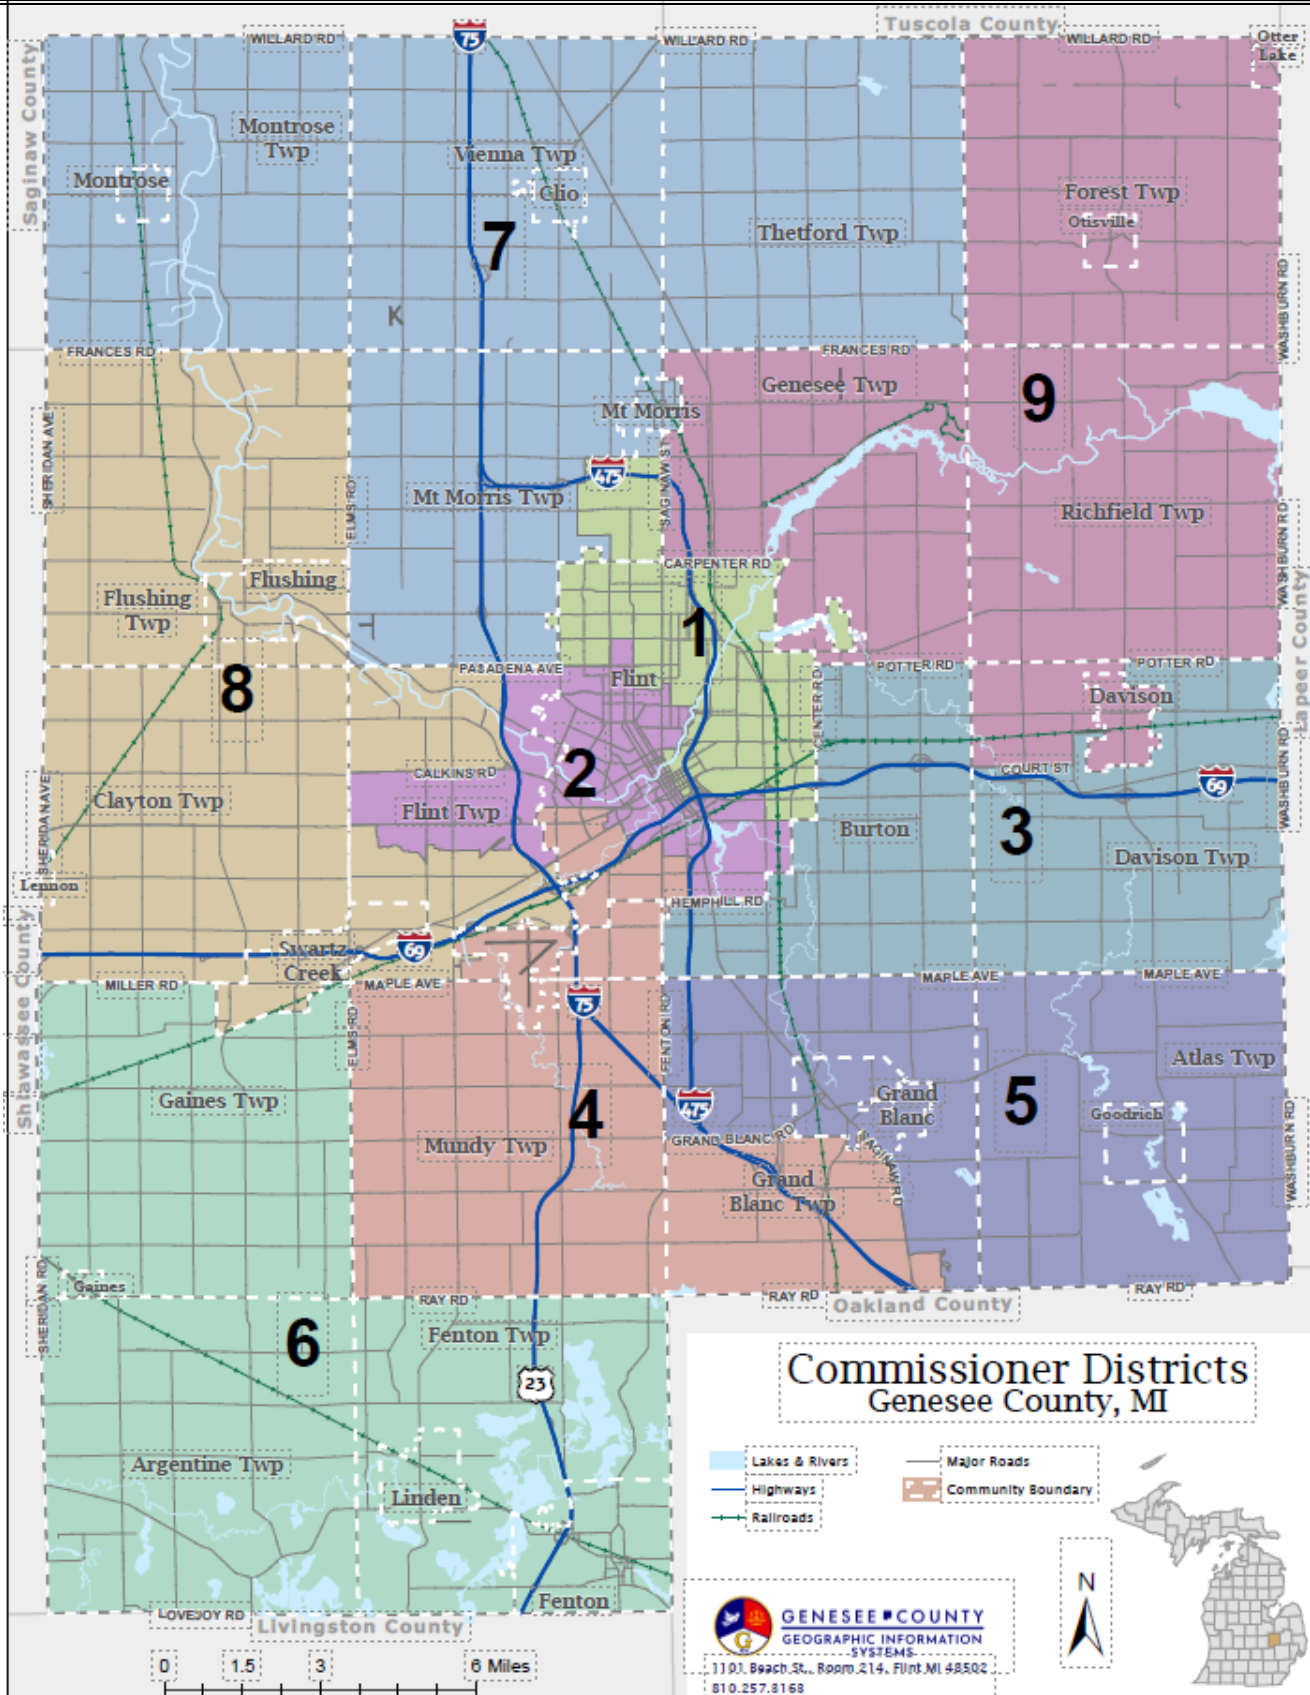 Tuscola County
WILLARD RD
75
WILLARD RD
WILLARD RD
Otter
Lake
Saginaw County
Montrose
Twp
Vienna Twp
Montrose
Clio
Forest Twp
Otisville
Thetford Twp
7
WASHBURN RD
K
FRANCES RD
FRANCES RD
Genesee Twp
9
Mt Morris
SHERIDAN AVE
ELMS RD
SAGINAW ST
475
Mt Morris Twp
Richfield Twp
WASHBURN RD
CARPENTER RD
Flushing
Flushing
Twp
1
Lapeer County
PASADENA AVE
POTTER RD
POTTER RD
8
Flint
Davison
CENTER RD
2
CALKINS RD
COURT ST
69
WASHBURN RD
SHERIDAN AVE
Clayton Twp
Flint Twp
Burton
3
Davison Twp
Lennon
HEMPHILL RD
Shiawassee County
Swartz
Creek
69
MILLER RD
MAPLE AVE
MAPLE AVE
MAPLE AVE
75
ELMS RD
FENTON RD
Atlas Twp
Gaines Twp
4
475
Grand
Blanc
5
Goodrich
Mundy Twp
GRAND BLANC RD
SAGINAW RD
WASHBURN RD
Grand
Blanc Twp
SHERIDAN RD
Gaines
RAY RD
RAY RD
RAY RD
Oakland County
6
Fenton Twp
23
Commissioner Districts
Genesee County, MI
Argentine Twp
Linden
Lakes & Rivers
Major Roads
Highways
Community Boundary
Railroads
Fenton
LOVEJOY RD
Livingston County
N
0 1.5 3 6 Miles
G
GENESEE COUNTY
GEOGRAPHIC INFORMATION
SYSTEMS
1101 Beach St., Room 214, Flint MI 48502
810.257.8168